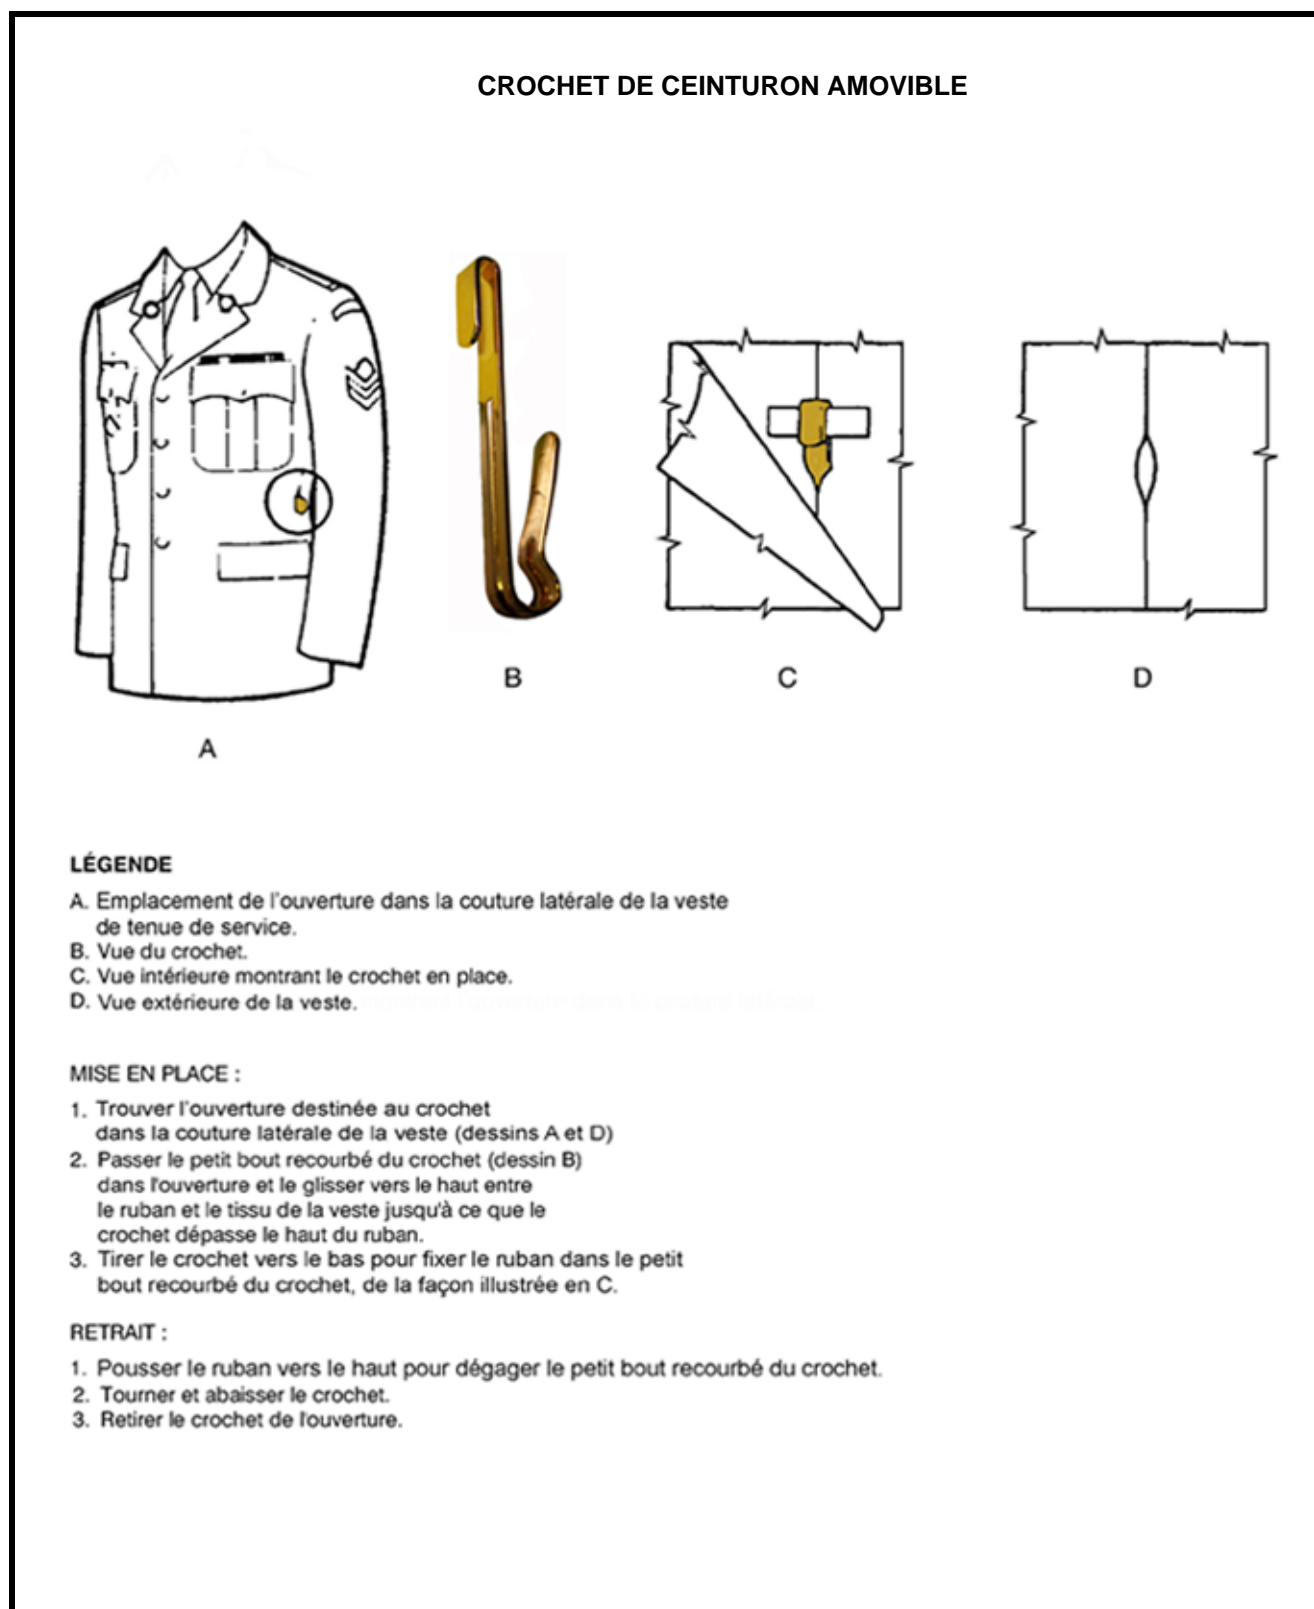 CROCHET DE CEINTURON AMOVIBLE
A
B
C
D
LÉGENDE
A. Emplacement de l'ouverture dans la couture latérale de la veste
de tenue de service.
B. Vue du crochet.
C. Vue intérieure montrant le crochet en place.
D. Vue extérieure de la veste.
MISE EN PLACE :
1. Trouver l'ouverture destinée au crochet
dans la couture latérale de la veste (dessins A et D)
2. Passer le petit bout recourbé du crochet (dessin B)
dans l'ouverture et le glisser vers le haut entre
le ruban et le tissu de la veste jusqu'à ce que le
crochet dépasse le haut du ruban.
3. Tirer le crochet vers le bas pour fixer le ruban dans le petit
bout recourbé du crochet, de la façon illustrée en C.
RETRAIT :
1. Pousser le ruban vers le haut pour dégager le petit bout recourbé du crochet.
2. Tourner et abaisser le crochet.
3. Retirer le crochet de l'ouverture.